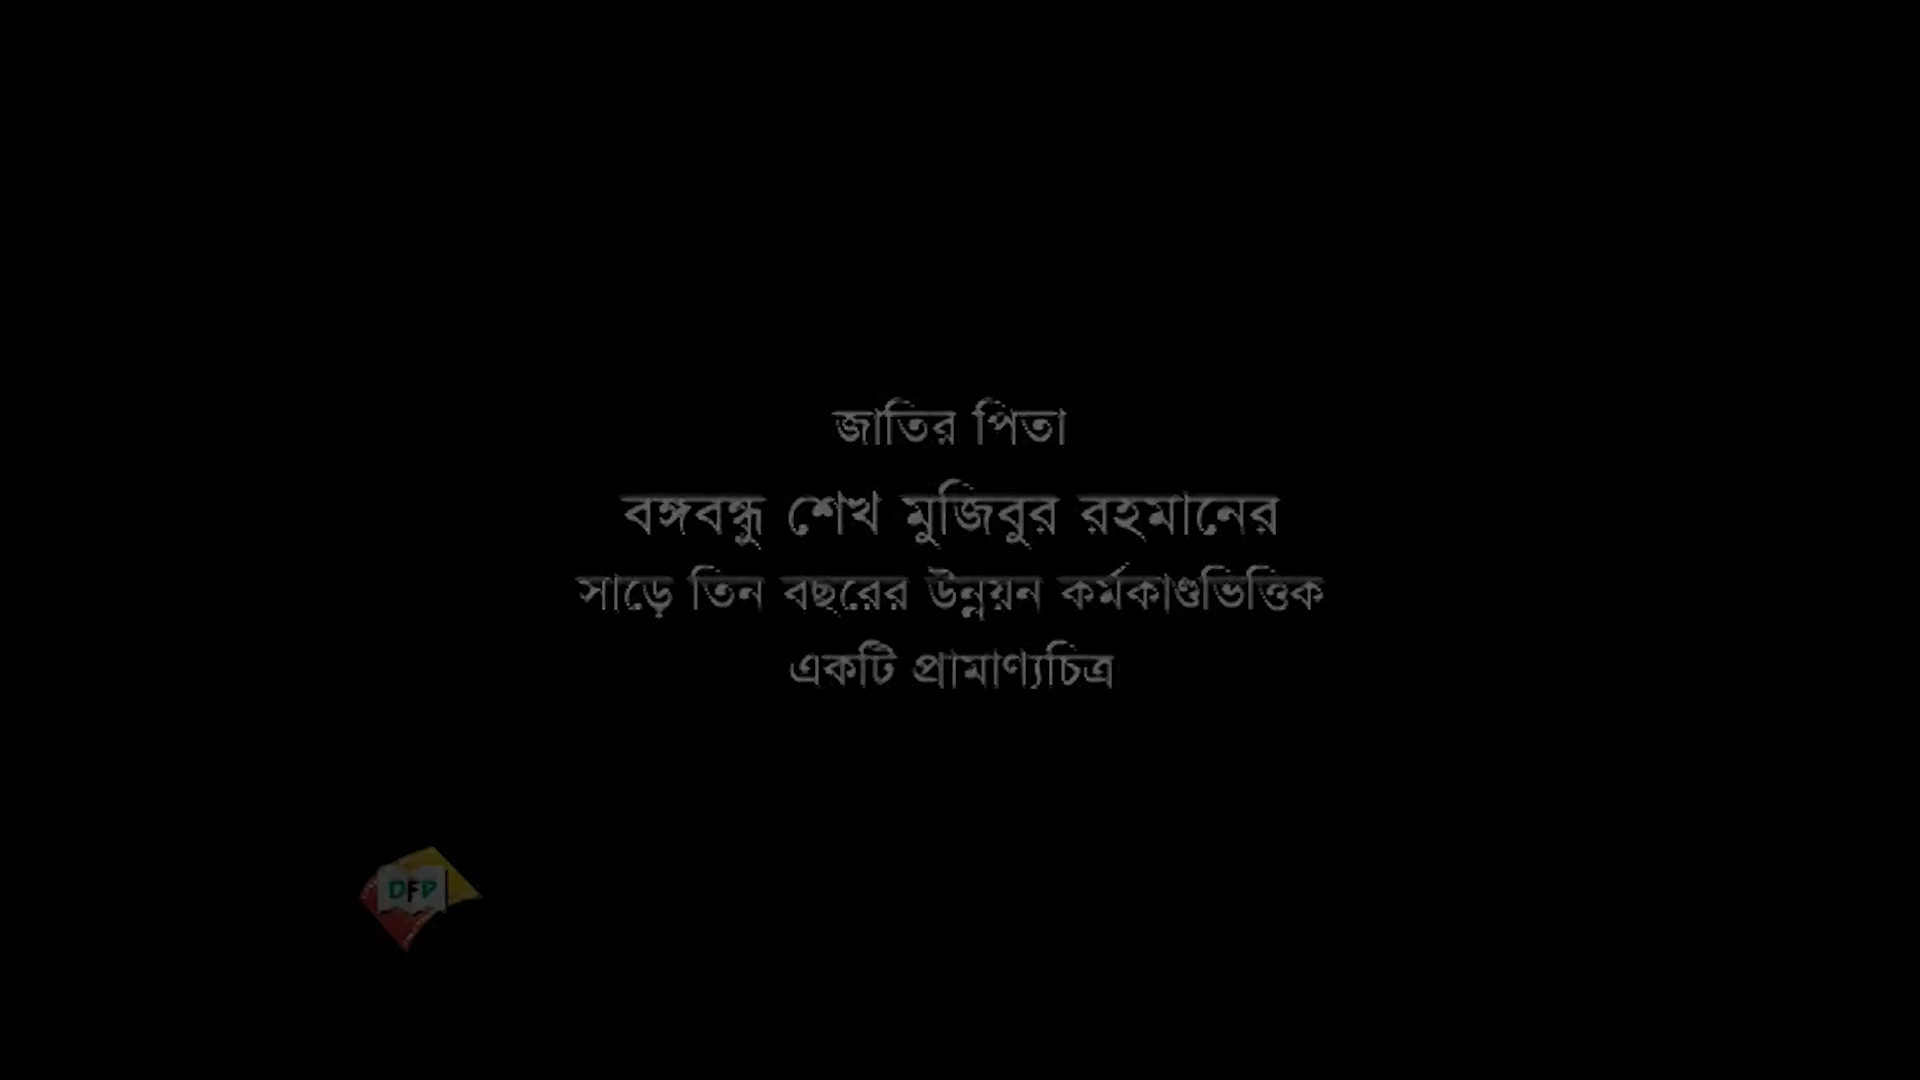 জাতির পিতা
বঙ্গবন্ধু শেখ মুজিবুর রহমানের
সাড়ে তিন বছরের উন্নয়ন কর্মকাণ্ডভিত্তিক
একটি প্রামাণ্যচিত্র
DFP